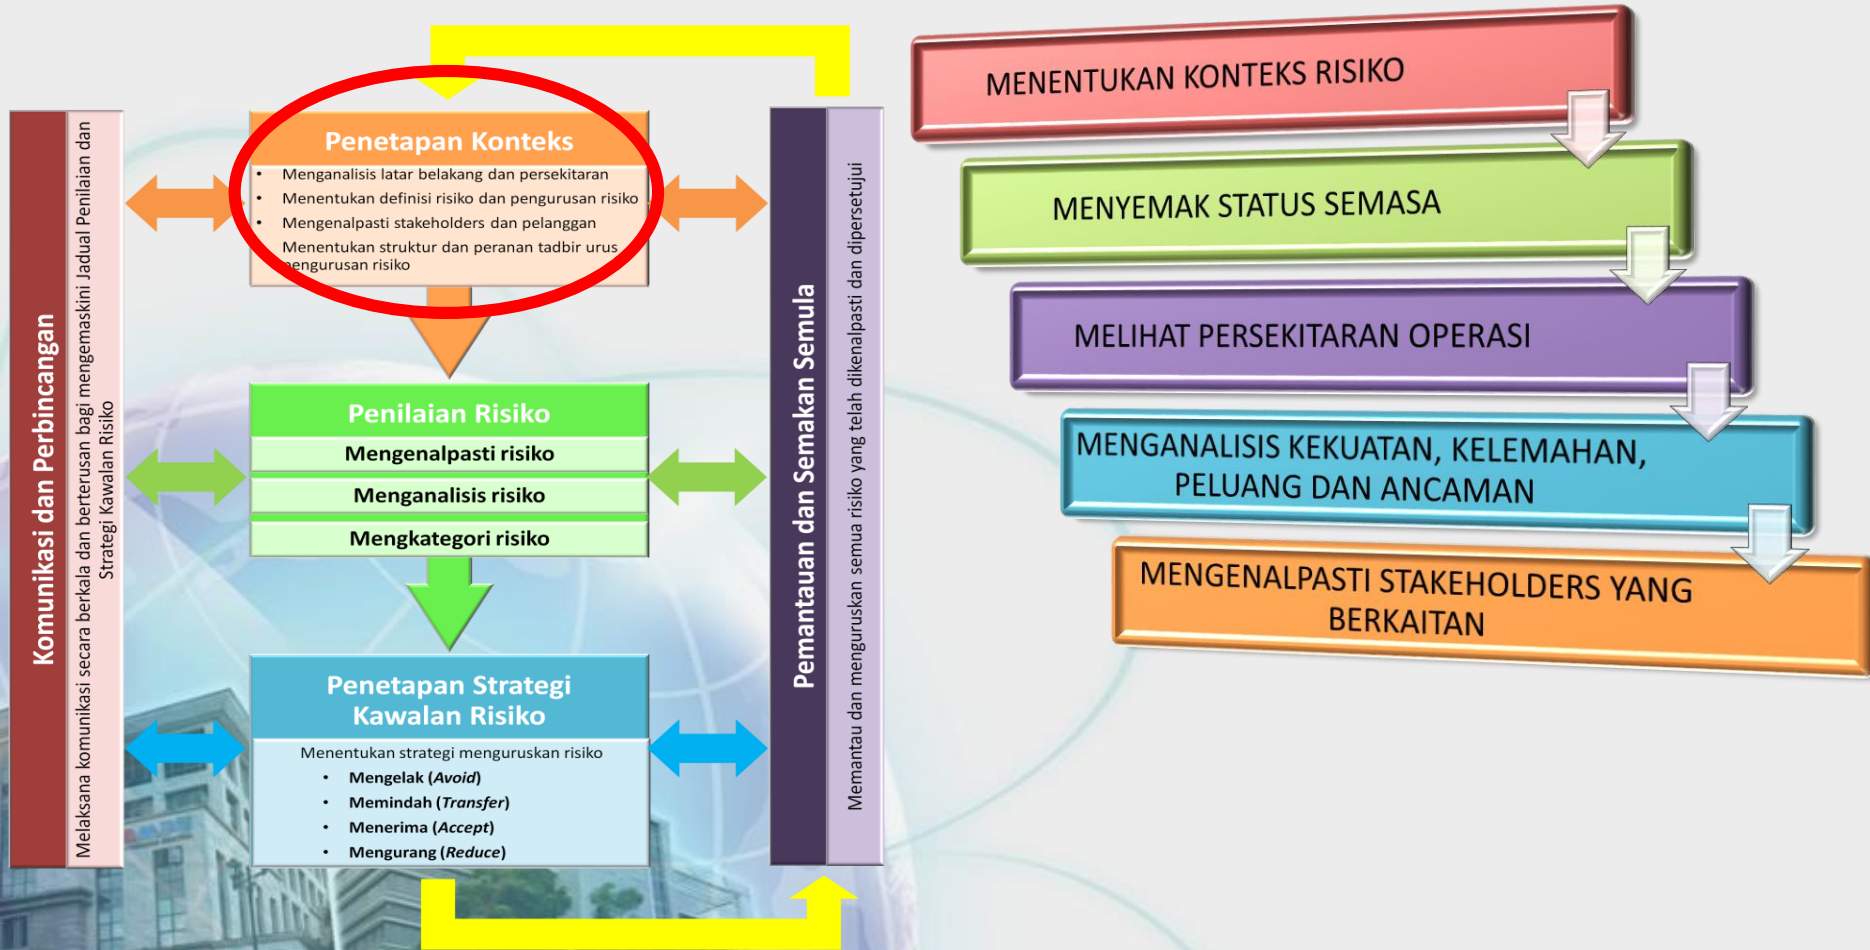 Komunikasi dan Perbincangan
Melaksana komunikasi secara berkala dan berterusan bagi mengemaskini Jadual Penilaian dan
Strategi Kawalan Risiko
Penetapan Konteks
• Menganalisis latar belakang dan persekitaran
• Menentukan definisi risiko dan pengurusan risiko
• Mengenalpasti stakeholders dan pelanggan
Menentukan struktur dan peranan tadbir urus
pengurusan risiko
Penilaian Risiko
Mengenalpasti risiko
Menganalisis risiko
Mengkategori risiko
Penetapan Strategi
Kawalan Risiko
Menentukan strategi menguruskan risiko
• Mengelak (Avoid)
• Memindah (Transfer)
• Menerima (Accept)
• Mengurang (Reduce)
Pemantauan dan Semakan Semula
Memantau dan menguruskan semua risiko yang telah dikenalpasti dan dipersetujui
MENENTUKAN KONTEKS RISIKO
MENYEMAK STATUS SEMASA
MELIHAT PERSEKITARAN OPERASI
MENGANALISIS KEKUATAN, KELEMAHAN,
PELUANG DAN ANCAMAN
MENGENALPASTI STAKEHOLDERS YANG
BERKAITAN